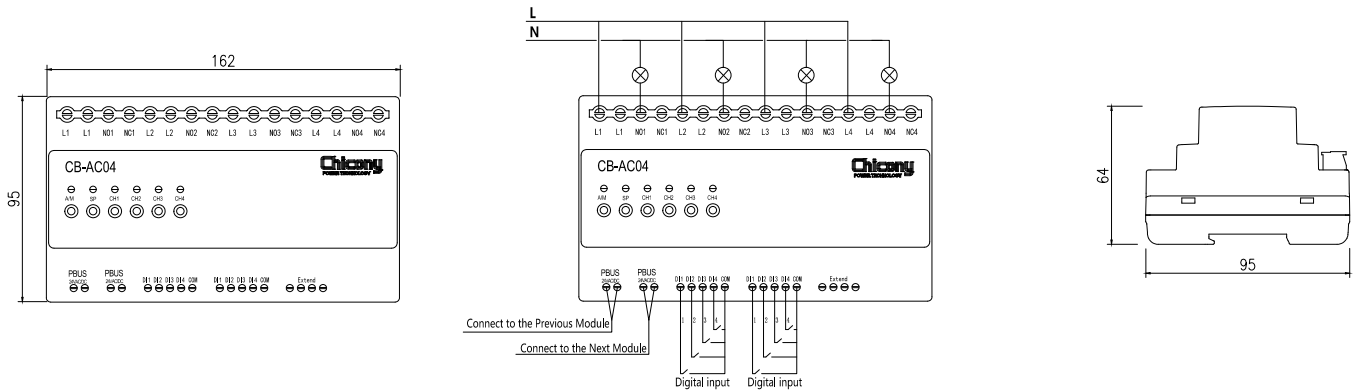 162
95
L1 L1 NO1 NC1 L2 L2 NO2 NC2 L3 L3 NO3 NC3 L4 L4 NO4 NC4
CB-AC04
Chicony
POWER TECHNOLOGY
A/M SP CH1 CH2 CH3 CH4
PBUS PBUS
DI1 DI2 DI3 DI4 COM DI1 DI2 DI3 DI4 COM Extend
L
N
L1 L1 NO1 NC1 L2 L2 NO2 NC2 L3 L3 NO3 NC3 L4 L4 NO4 NC4
CB-AC04
Chicony
POWER TECHNOLOGY
A/M SP CH1 CH2 CH3 CH4
PBUS PBUS
DI1 DI2 DI3 DI4 COM DI1 DI2 DI3 DI4 COM Extend
1 2 3 4 1 2 3 4
Connect to the Previous Module
Connect to the Next Module
Digital input Digital input
64
95